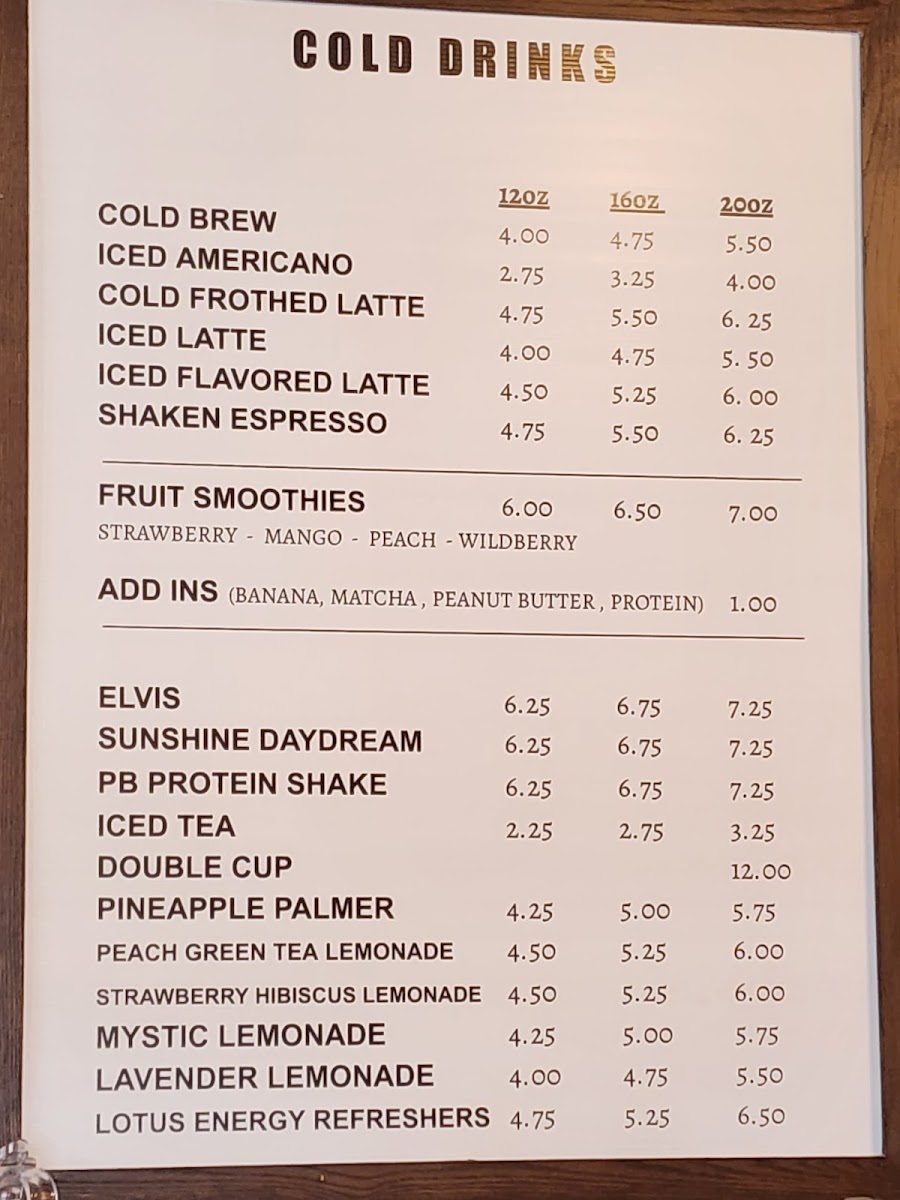 COLD DRINKS
12OZ 16OZ 20OZ
COLD BREW 4.00 4.75 5.50
ICED AMERICANO 2.75 3.25 4.00
COLD FROTHED LATTE 4.75 5.50 6. 25
ICED LATTE 4.00 4.75 5. 50
ICED FLAVORED LATTE 4.50 5.25 6. 00
SHAKEN ESPRESSO 4.75 5.50 6. 25
FRUIT SMOOTHIES 6.00 6.50 7.00
STRAWBERRY - MANGO - PEACH - WILDBERRY
ADD INS (BANANA, MATCHA , PEANUT BUTTER , PROTEIN) 1.00
ELVIS 6.25 6.75 7.25
SUNSHINE DAYDREAM 6.25 6.75 7.25
PB PROTEIN SHAKE 6.25 6.75 7.25
ICED TEA 2.25 2.75 3.25
DOUBLE CUP 12.00
PINEAPPLE PALMER 4.25 5.00 5.75
PEACH GREEN TEA LEMONADE 4.50 5.25 6.00
STRAWBERRY HIBISCUS LEMONADE 4.50 5.25 6.00
MYSTIC LEMONADE 4.25 5.00 5.75
LAVENDER LEMONADE 4.00 4.75 5.50
LOTUS ENERGY REFRESHERS 4.75 5.25 6.50